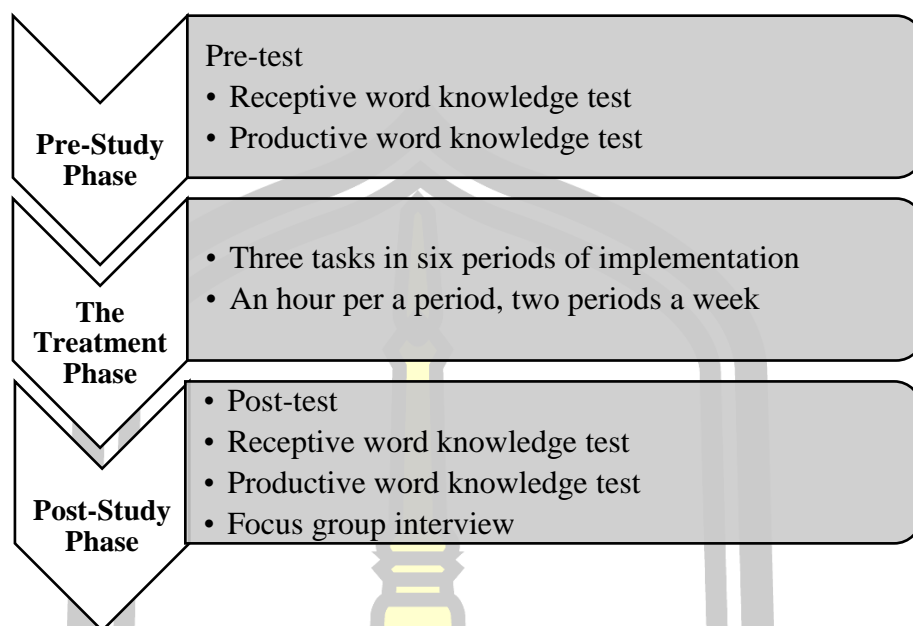 Pre-Study
Phase
Pre-test
• Receptive word knowledge test
• Productive word knowledge test
The
Treatment
Phase
• Three tasks in six periods of implementation
• An hour per a period, two periods a week
Post-Study
Phase
• Post-test
• Receptive word knowledge test
• Productive word knowledge test
• Focus group interview